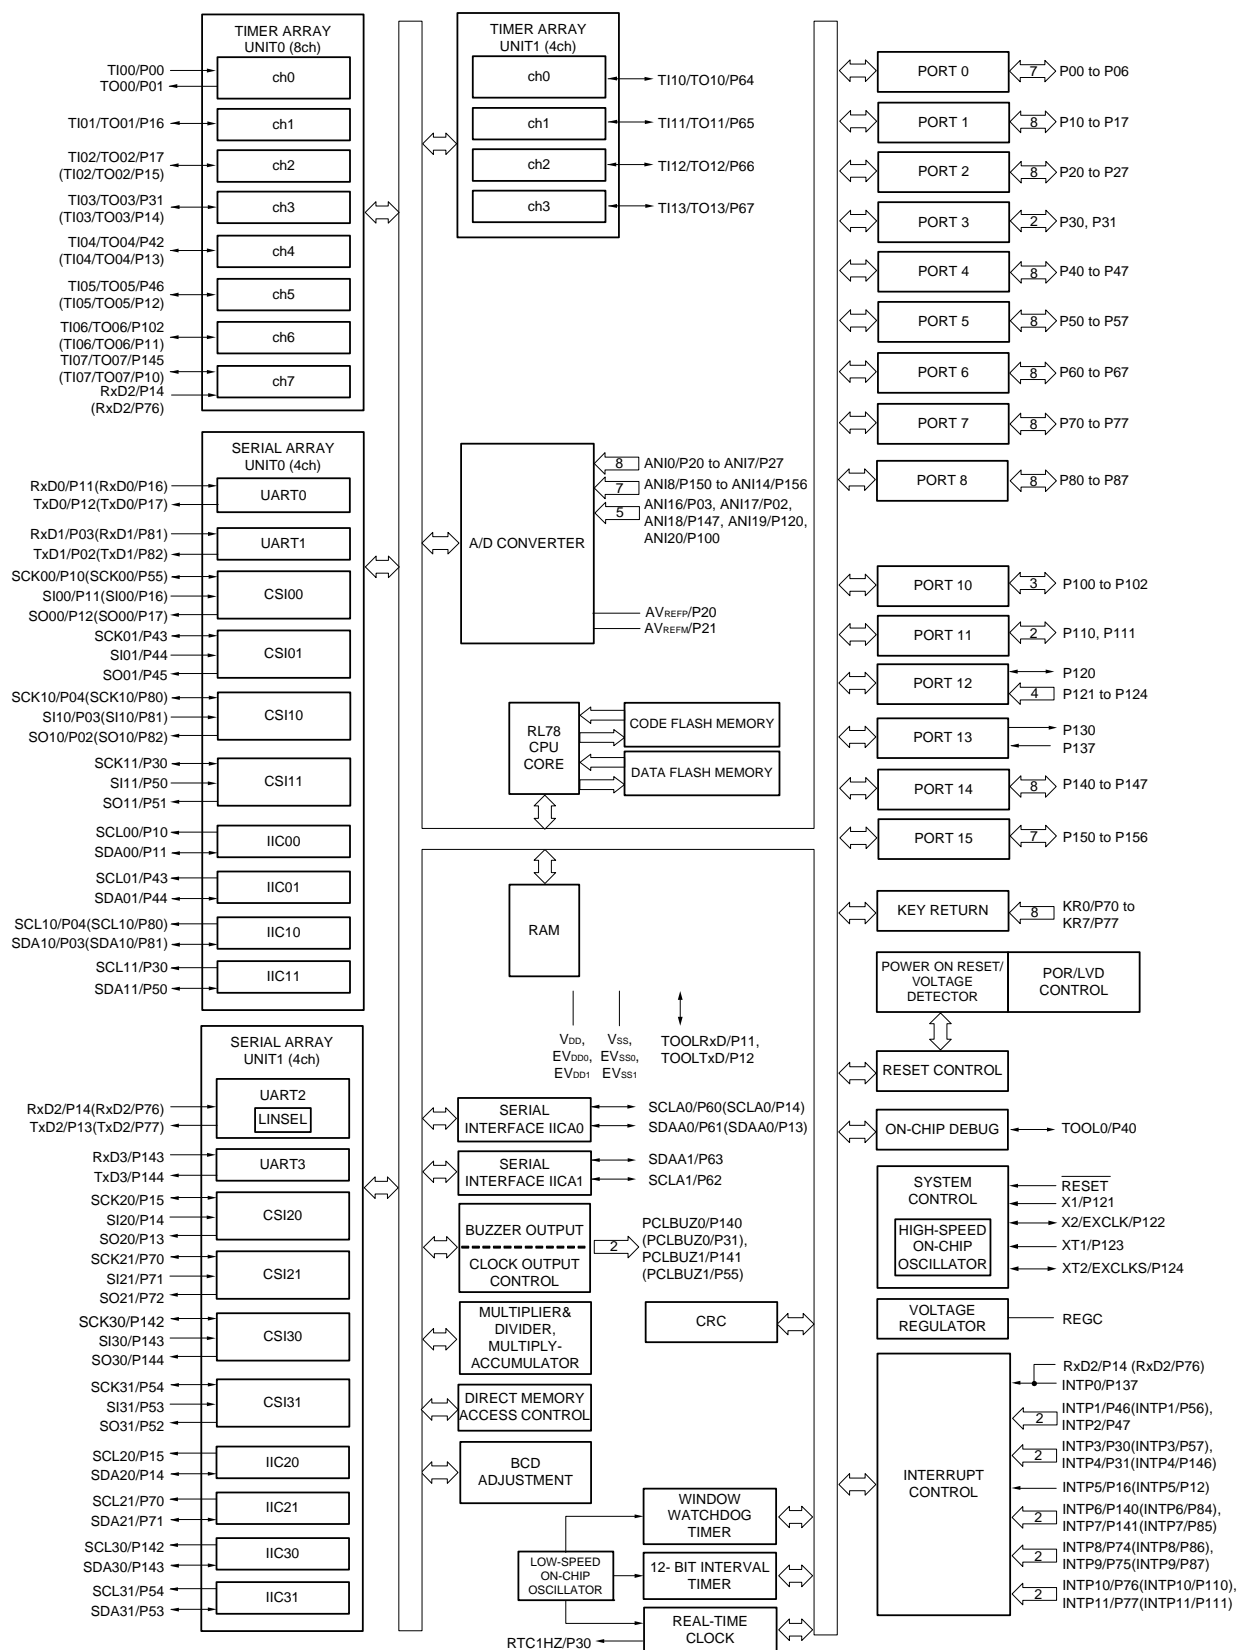 TIMER ARRAY
UNIT0 (8ch)
TI00/P00
TO00/P01
ch0
TI01/TO01/P16
ch1
TI02/TO02/P17
(TI02/TO02/P15)
ch2
TI03/TO03/P31
(TI03/TO03/P14)
ch3
TI04/TO04/P42
(TI04/TO04/P13)
ch4
TI05/TO05/P46
(TI05/TO05/P12)
ch5
TI06/TO06/P102
(TI06/TO06/P11)
ch6
TI07/TO07/P145
(TI07/TO07/P10)
ch7
RxD2/P14
(RxD2/P76)
SERIAL ARRAY
UNIT0 (4ch)
RxD0/P11(RxD0/P16)
TxD0/P12(TxD0/P17)
UART0
RxD1/P03(RxD1/P81)
TxD1/P02(TxD1/P82)
UART1
SCK00/P10(SCK00/P55)
SI00/P11(SI00/P16)
SO00/P12(SO00/P17)
CSI00
SCK01/P43
SI01/P44
SO01/P45
CSI01
SCK10/P04(SCK10/P80)
SI10/P03(SI10/P81)
SO10/P02(SO10/P82)
CSI10
SCK11/P30
SI11/P50
SO11/P51
CSI11
SCL00/P10
SDA00/P11
IIC00
SCL01/P43
SDA01/P44
IIC01
SCL10/P04(SCL10/P80)
SDA10/P03(SDA10/P81)
IIC10
SCL11/P30
SDA11/P50
IIC11
SERIAL ARRAY
UNIT1 (4ch)
RxD2/P14(RxD2/P76)
TxD2/P13(TxD2/P77)
UART2
LINSEL
RxD3/P143
TxD3/P144
UART3
SCK20/P15
SI20/P14
SO20/P13
CSI20
SCK21/P70
SI21/P71
SO21/P72
CSI21
SCK30/P142
SI30/P143
SO30/P144
CSI30
SCK31/P54
SI31/P53
SO31/P52
CSI31
SCL20/P15
SDA20/P14
IIC20
SCL21/P70
SDA21/P71
IIC21
SCL30/P142
SDA30/P143
IIC30
SCL31/P54
SDA31/P53
IIC31
TIMER ARRAY
UNIT1 (4ch)
ch0
TI10/TO10/P64
ch1
TI11/TO11/P65
ch2
TI12/TO12/P66
ch3
TI13/TO13/P67
A/D CONVERTER
8
ANI0/P20 to ANI7/P27
7
ANI8/P150 to ANI14/P156
5
ANI16/P03, ANI17/P02,
ANI18/P147, ANI19/P120,
ANI20/P100
AVREFP/P20
AVREFM/P21
RL78
CPU
CORE
CODE FLASH MEMORY
DATA FLASH MEMORY
RAM
VDD,
EVDD0,
EVDD1
VSS,
EVSS0,
EVSS1
TOOLRxD/P11,
TOOLTxD/P12
SERIAL
INTERFACE IICA0
SCLA0/P60(SCLA0/P14)
SDAA0/P61(SDAA0/P13)
SERIAL
INTERFACE IICA1
SDAA1/P63
SCLA1/P62
BUZZER OUTPUT
CLOCK OUTPUT
CONTROL
2
PCLBUZ0/P140
(PCLBUZ0/P31),
PCLBUZ1/P141
(PCLBUZ1/P55)
MULTIPLIER&
DIVIDER,
MULTIPLY-
ACCUMULATOR
CRC
DIRECT MEMORY
ACCESS CONTROL
BCD
ADJUSTMENT
WINDOW
WATCHDOG
TIMER
LOW-SPEED
ON-CHIP
OSCILLATOR
12- BIT INTERVAL
TIMER
REAL-TIME
CLOCK
RTC1HZ/P30
PORT 0
7
P00 to P06
PORT 1
8
P10 to P17
PORT 2
8
P20 to P27
PORT 3
2
P30, P31
PORT 4
8
P40 to P47
PORT 5
8
P50 to P57
PORT 6
8
P60 to P67
PORT 7
8
P70 to P77
PORT 8
8
P80 to P87
PORT 10
3
P100 to P102
PORT 11
2
P110, P111
PORT 12
P120
4
P121 to P124
PORT 13
P130
P137
PORT 14
8
P140 to P147
PORT 15
7
P150 to P156
KEY RETURN
8
KR0/P70 to
KR7/P77
POWER ON RESET/
VOLTAGE
DETECTOR
POR/LVD
CONTROL
RESET CONTROL
ON-CHIP DEBUG
TOOL0/P40
SYSTEM
CONTROL
HIGH-SPEED
ON-CHIP
OSCILLATOR
RESET
X1/P121
X2/EXCLK/P122
XT1/P123
XT2/EXCLKS/P124
VOLTAGE
REGULATOR
REGC
INTERRUPT
CONTROL
RxD2/P14 (RxD2/P76)
INTP0/P137
2
INTP1/P46(INTP1/P56),
INTP2/P47
2
INTP3/P30(INTP3/P57),
INTP4/P31(INTP4/P146)
INTP5/P16(INTP5/P12)
2
INTP6/P140(INTP6/P84),
INTP7/P141(INTP7/P85)
2
INTP8/P74(INTP8/P86),
INTP9/P75(INTP9/P87)
2
INTP10/P76(INTP10/P110),
INTP11/P77(INTP11/P111)